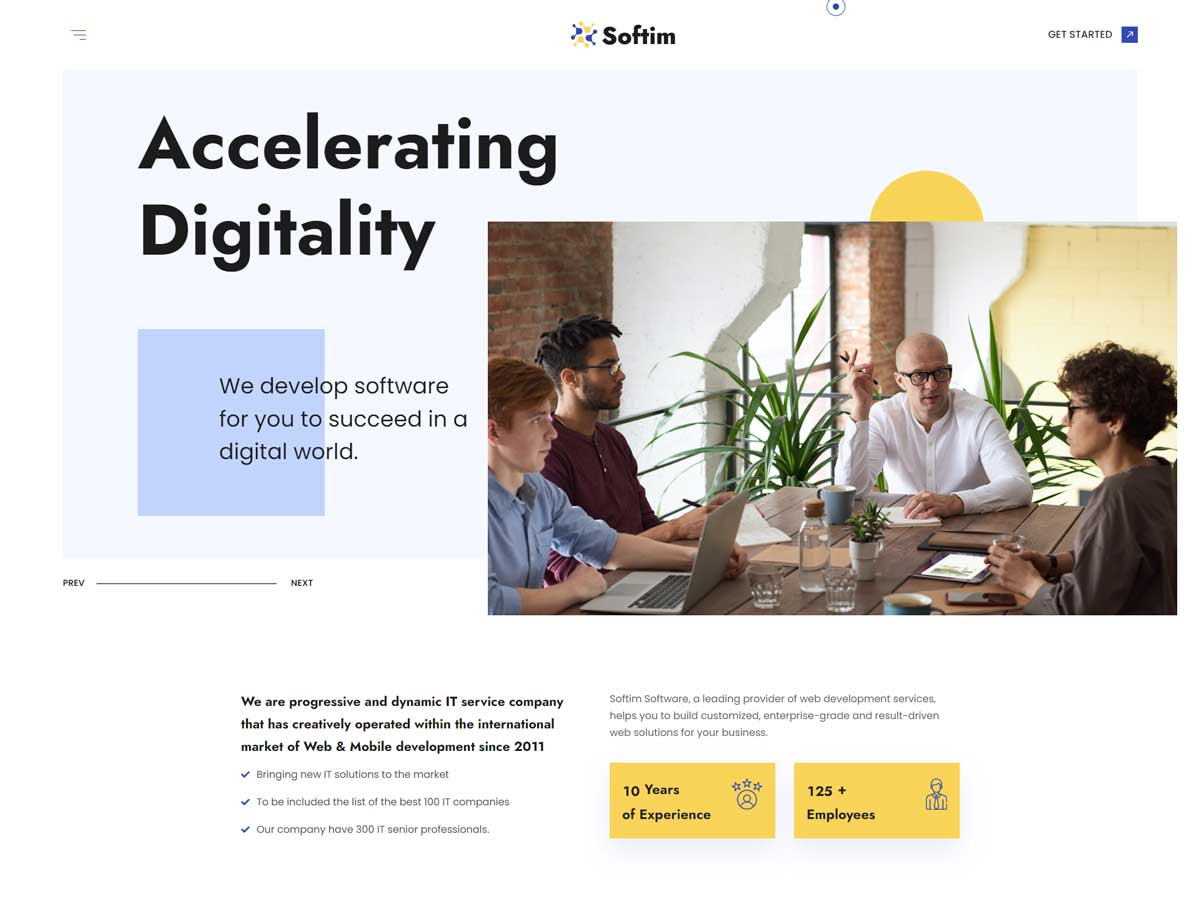 Softim
GET STARTED
Accelerating
Digitality
We develop software
for you to succeed in a
digital world.
PREV
NEXT
We are progressive and dynamic IT service company
that has creatively operated within the international
market of Web & Mobile development since 2011
Bringing new IT solutions to the market
To be included the list of the best 100 IT companies
Our company have 300 IT senior professionals.
Softim Software, a leading provider of web development services,
helps you to build customized, enterprise-grade and result-driven
web solutions for your business.
10 Years
of Experience
125 +
Employees